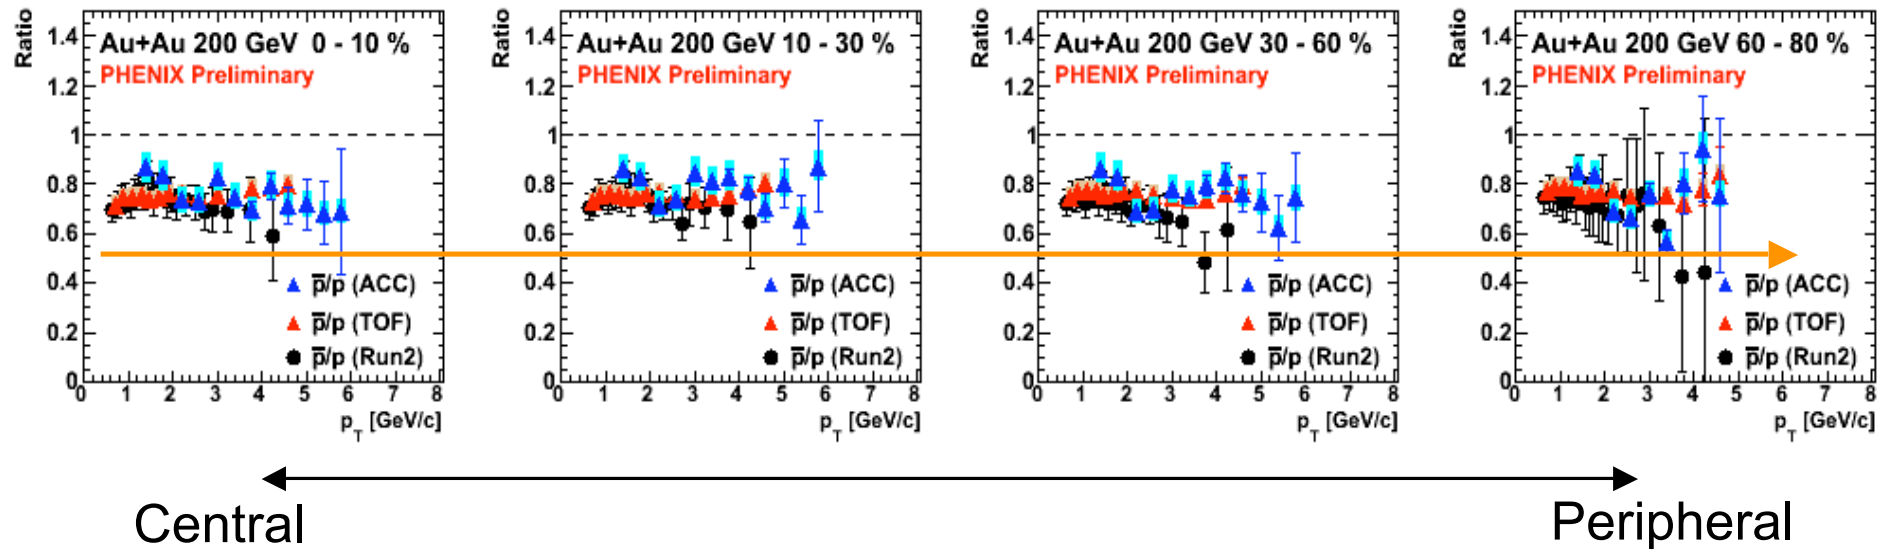 Ratio
Au+Au 200 GeV 0 - 10 %
PHENIX Preliminary
1.4
1.2
1
0.8
0.6
0.4
0.2
0
p̅/p (ACC)
p̅/p (TOF)
p̅/p (Run2)
0 1 2 3 4 5 6 7 8
p_T [GeV/c]
Ratio
Au+Au 200 GeV 10 - 30 %
PHENIX Preliminary
1.4
1.2
1
0.8
0.6
0.4
0.2
0
p̅/p (ACC)
p̅/p (TOF)
p̅/p (Run2)
0 1 2 3 4 5 6 7 8
p_T [GeV/c]
Ratio
Au+Au 200 GeV 30 - 60 %
PHENIX Preliminary
1.4
1.2
1
0.8
0.6
0.4
0.2
0
p̅/p (ACC)
p̅/p (TOF)
p̅/p (Run2)
0 1 2 3 4 5 6 7 8
p_T [GeV/c]
Ratio
Au+Au 200 GeV 60 - 80 %
PHENIX Preliminary
1.4
1.2
1
0.8
0.6
0.4
0.2
0
p̅/p (ACC)
p̅/p (TOF)
p̅/p (Run2)
0 1 2 3 4 5 6 7 8
p_T [GeV/c]
Central
Peripheral